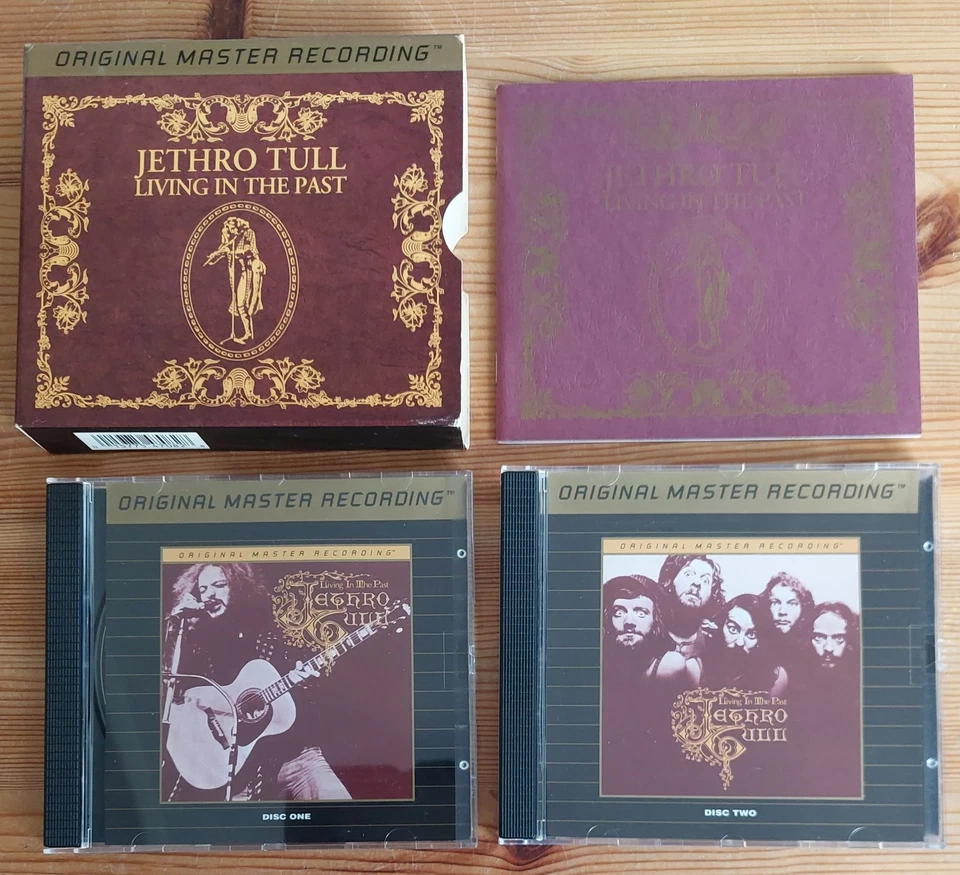 ORIGINAL MASTER RECORDING™
JETHRO TULL
LIVING IN THE PAST
JETHRO TULL
LIVING IN THE PAST
ORIGINAL MASTER RECORDING™
ORIGINAL MASTER RECORDING™
Living In The Past
JETHRO
TULL
DISC ONE
ORIGINAL MASTER RECORDING™
ORIGINAL MASTER RECORDING™
Living In The Past
JETHRO
TULL
DISC TWO